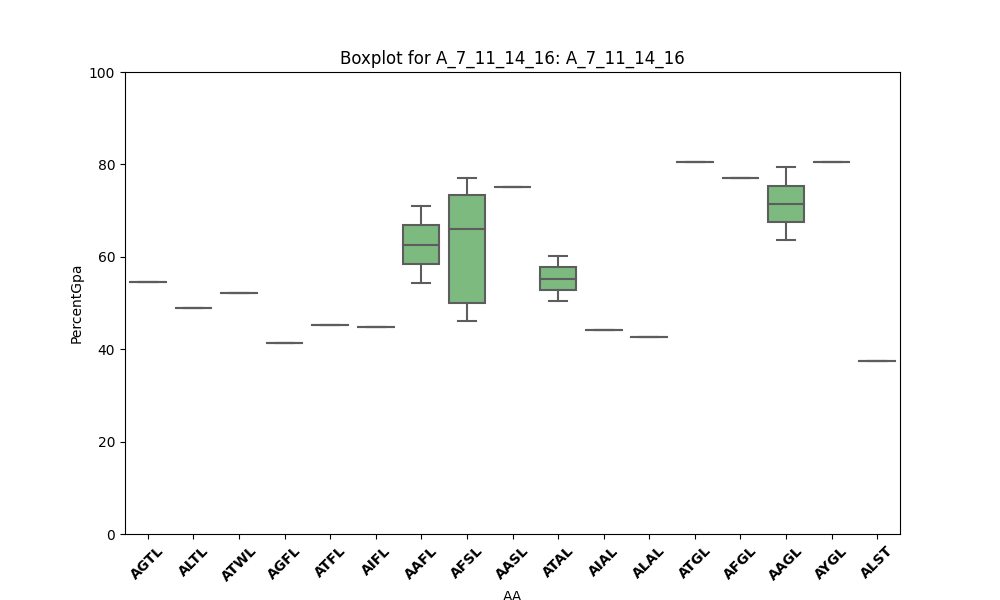 Boxplot for A_7_11_14_16: A_7_11_14_16
100
80
60
40
20
0
PercentGpa
AGTL ALTL ATWL AGFL ATFL AIFL AAFL AFSL AASL ATAL AIAL ALAL ATGL AFGL AAGL AYGL ALST
AA